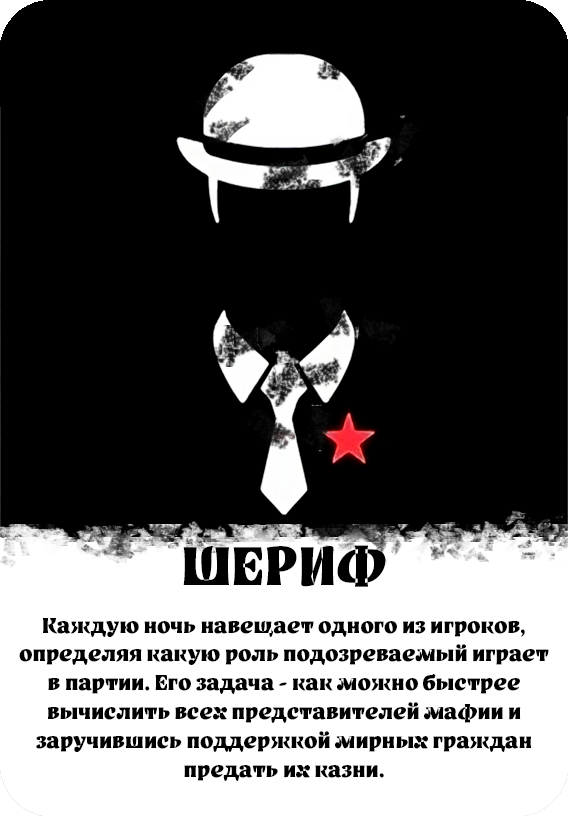 ШЕРИФ
Каждую ночь навещает одного из игроков,
определяя какую роль подозреваемый играет
в партии. Его задача - как можно быстрее
вычислить всех представителей мафии и
заручившись поддержкой мирных граждан
предать их казни.